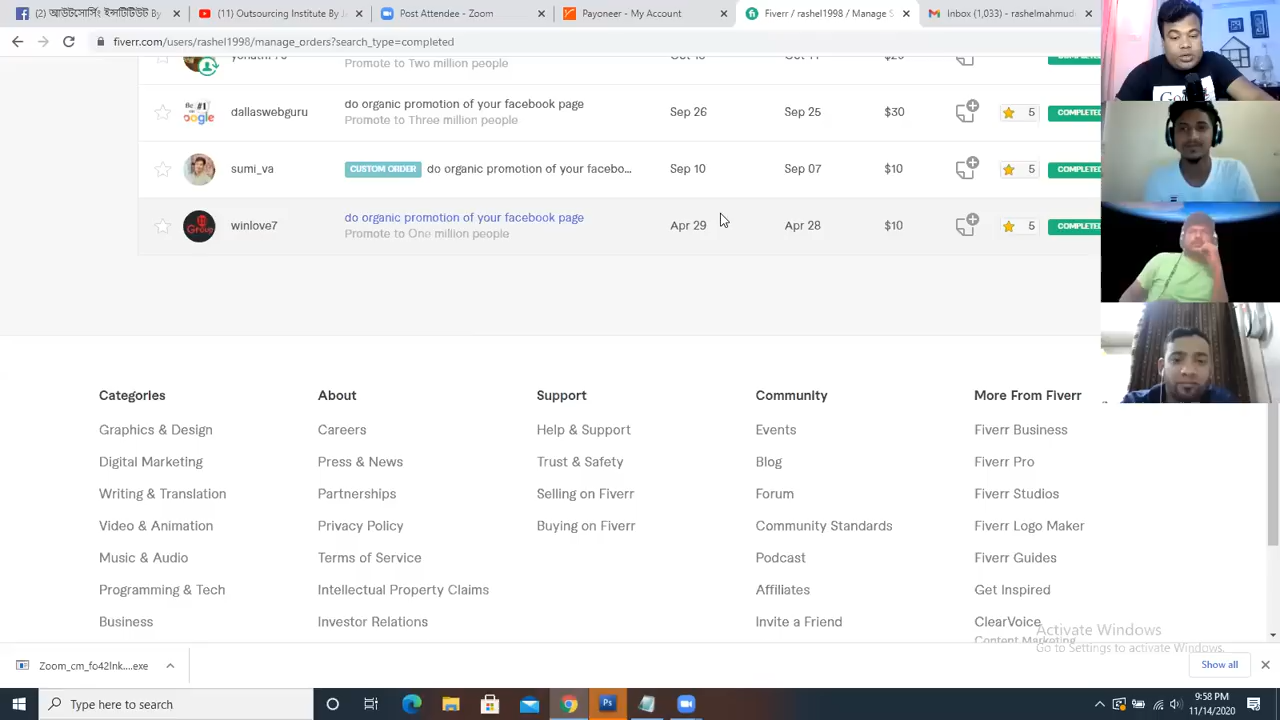 (2) আউটসোর্সিং ইনস্টিটিউট By
(11) Outsourcing Institute By J
Post Attendee - Zoom
Payoneer - My Account
Fiverr / rashel1998 / Manage S
Inbox (1,033) - rashelmahmud
fiverr.com/users/rashel1998/manage_orders?search_type=completed
Promote to Two million people
dallaswebguru
do organic promotion of your facebook page
Promote to Three million people
Sep 26
Sep 25
$30
5
COMPLETED
sumi_va
CUSTOM ORDER
do organic promotion of your facebo...
Sep 10
Sep 07
$10
5
COMPLETED
winlove7
do organic promotion of your facebook page
Promote to One million people
Apr 29
Apr 28
$10
5
COMPLETED
Categories
Graphics & Design
Digital Marketing
Writing & Translation
Video & Animation
Music & Audio
Programming & Tech
Business
About
Careers
Press & News
Partnerships
Privacy Policy
Terms of Service
Intellectual Property Claims
Investor Relations
Support
Help & Support
Trust & Safety
Selling on Fiverr
Buying on Fiverr
Community
Events
Blog
Forum
Community Standards
Podcast
Affiliates
Invite a Friend
More From Fiverr
Fiverr Business
Fiverr Pro
Fiverr Studios
Fiverr Logo Maker
Fiverr Guides
Get Inspired
ClearVoice
Content Marketing
Activate Windows
Go to Settings to activate Windows.
Zoom_cm_fo42lnk....exe
Show all
Type here to search
9:58 PM
11/14/2020